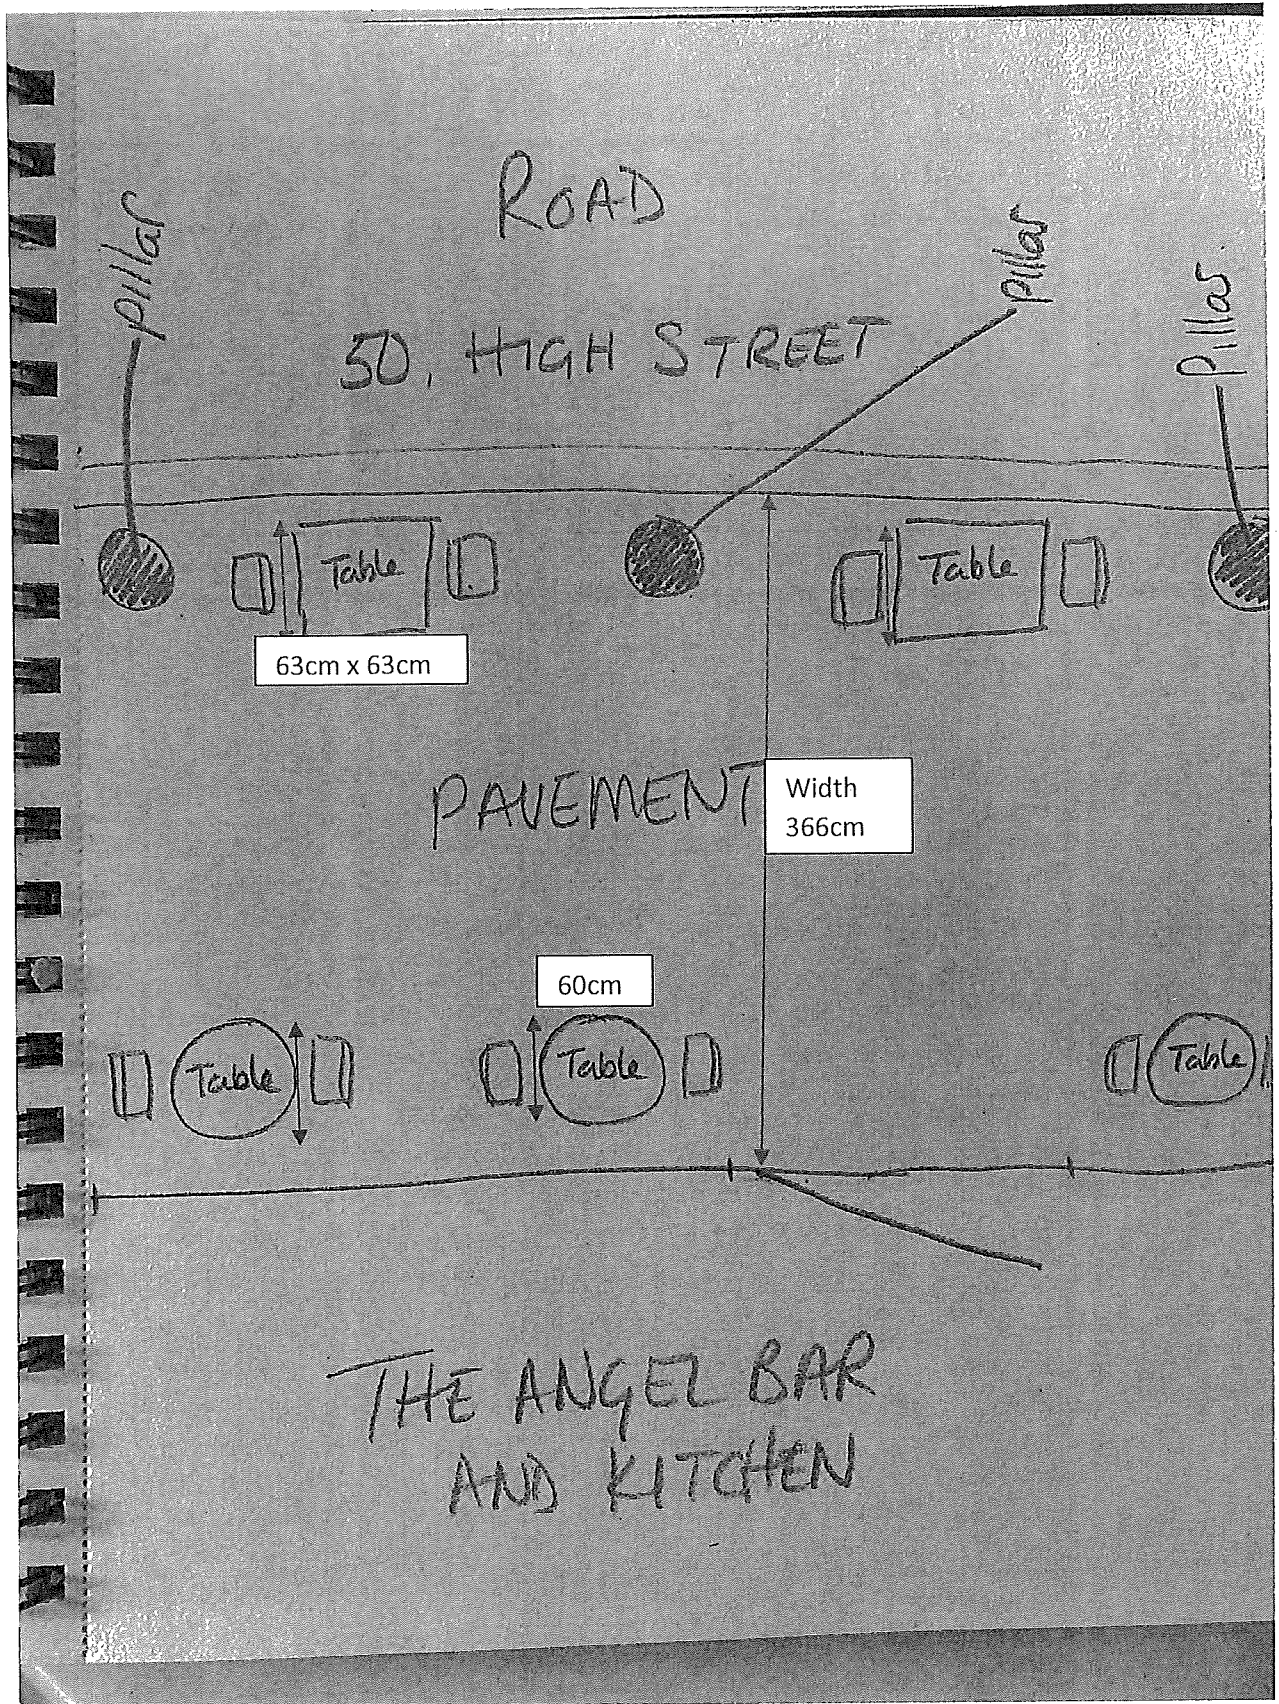 ROAD
pillar
pillar
Pillar
50, HIGH STREET
Table
Table
63cm x 63cm
PAVEMENT
Width
366cm
60cm
Table
Table
Table
THE ANGEL BAR
AND KITCHEN